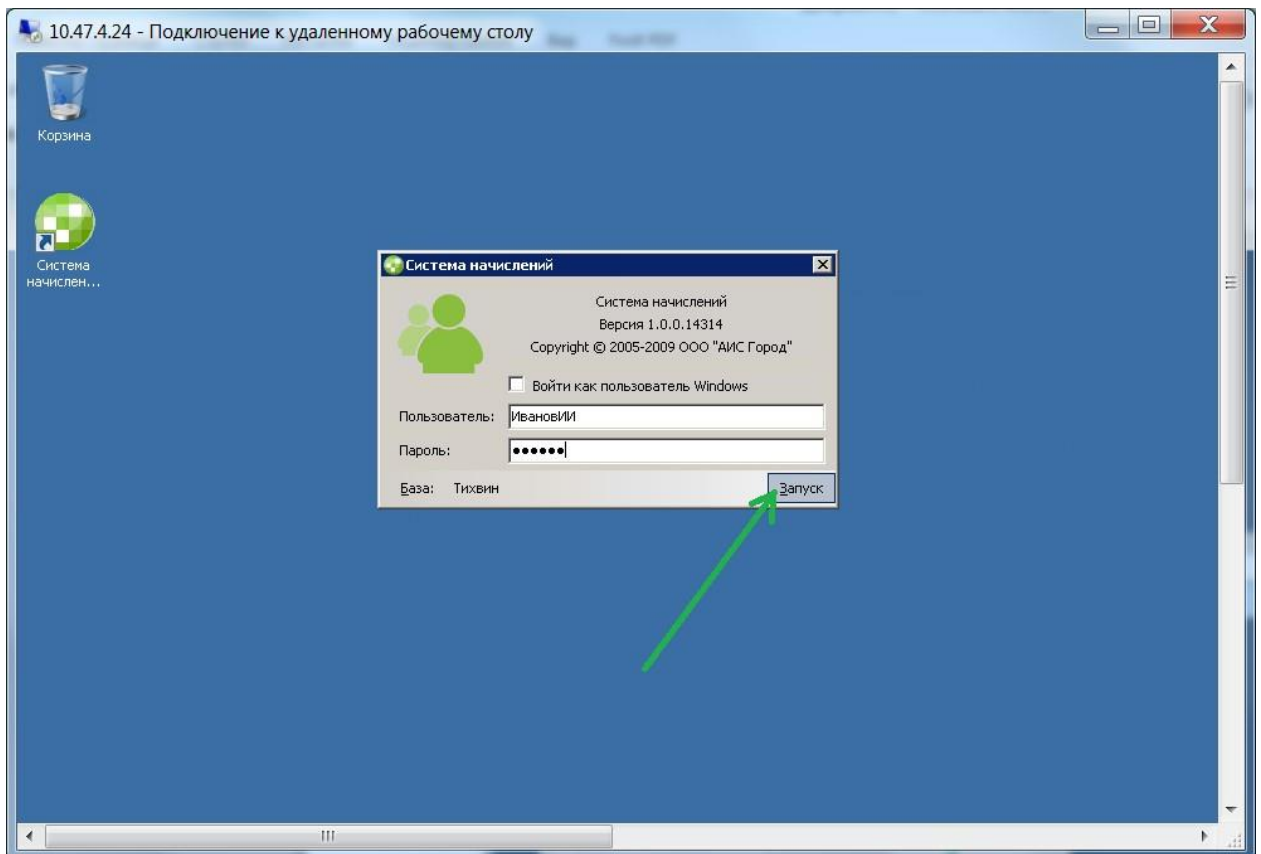 10.47.4.24 - Подключение к удаленному рабочему столу
Корзина
Система
начислен...
Система начислений
Система начислений
Версия 1.0.0.14314
Copyright © 2005-2009 ООО "АИС Город"
Войти как пользователь Windows
Пользователь: ИвановИИ
Пароль: ●●●●●●
База: Тихвин
Запуск